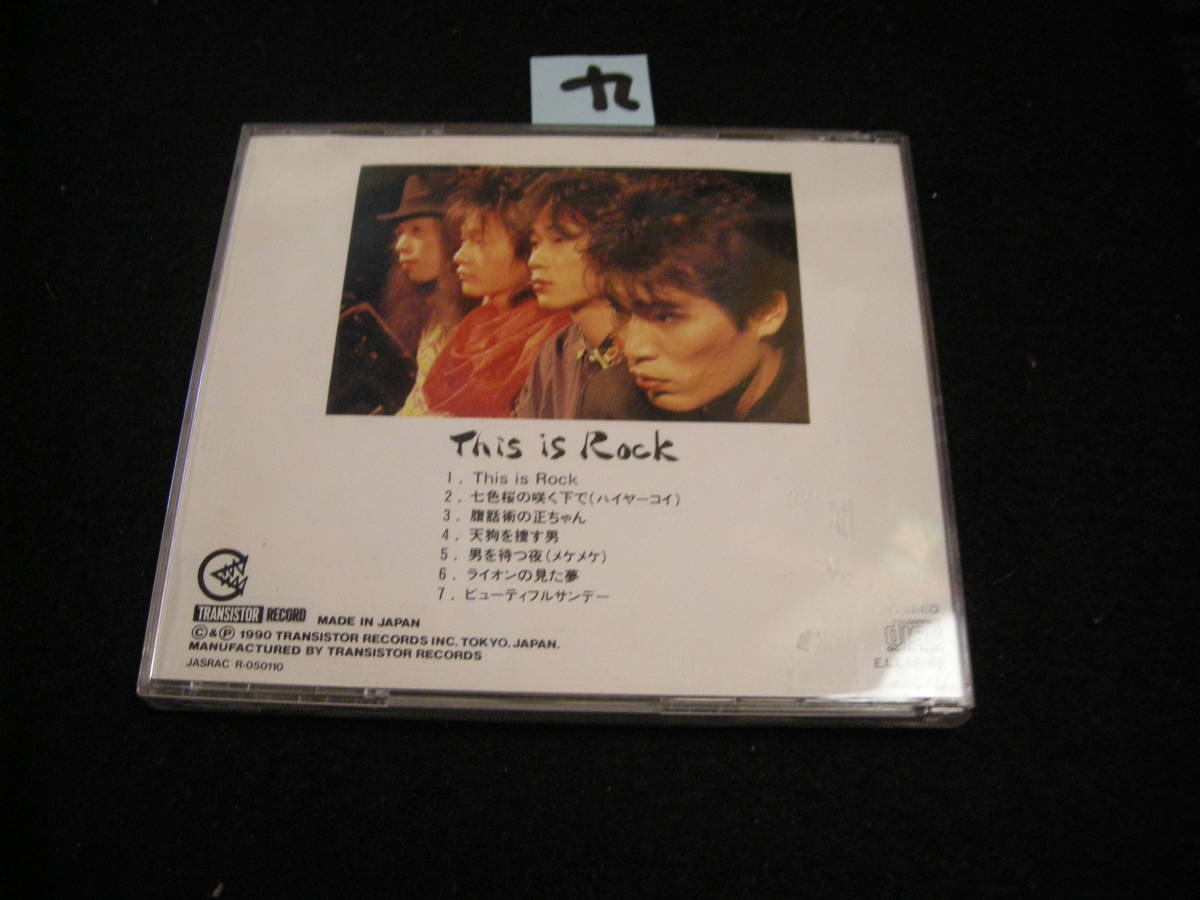 九
This is Rock
1. This is Rock
2. 七色桜の咲く下で(ハイヤーコイ)
3. 腹話術の正ちゃん
4. 天狗を捜す男
5. 男を待つ夜(メケメケ)
6. ライオンの見た夢
7. ビューティフルサンデー
TRANSISTOR RECORD MADE IN JAPAN
©&℗ 1990 TRANSISTOR RECORDS INC. TOKYO. JAPAN.
MANUFACTURED BY TRANSISTOR RECORDS
JASRAC R-050110